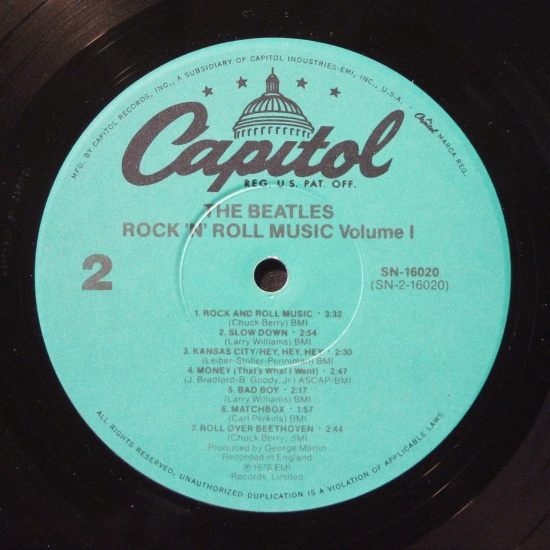 MFD. BY CAPITOL RECORDS, INC., A SUBSIDIARY OF CAPITOL INDUSTRIES-EMI, INC., U.S.A.
Capitol MARCA REG.
Capitol
REG. U.S. PAT. OFF.
THE BEATLES
ROCK 'N' ROLL MUSIC Volume I
2
SN-16020
(SN-2-16020)
1. ROCK AND ROLL MUSIC · 3:32
(Chuck Berry) BMI
2. SLOW DOWN · 2:54
(Larry Williams) BMI
3. KANSAS CITY/HEY, HEY, HEY · 2:30
(Leiber-Stoller-Penniman) BMI
4. MONEY (That's What I Want) · 2:47
(J. Bradford-B. Goody, Jr) ASCAP/BMI
5. BAD BOY · 2:17
(Larry Williams) BMI
6. MATCHBOX · 1:57
(Carl Perkins) BMI
7. ROLL OVER BEETHOVEN · 2:44
(Chuck Berry) BMI
Produced by George Martin
Recorded in England
℗ 1976 EMI
Records, Limited
ALL RIGHTS RESERVED. UNAUTHORIZED DUPLICATION IS A VIOLATION OF APPLICABLE LAWS.